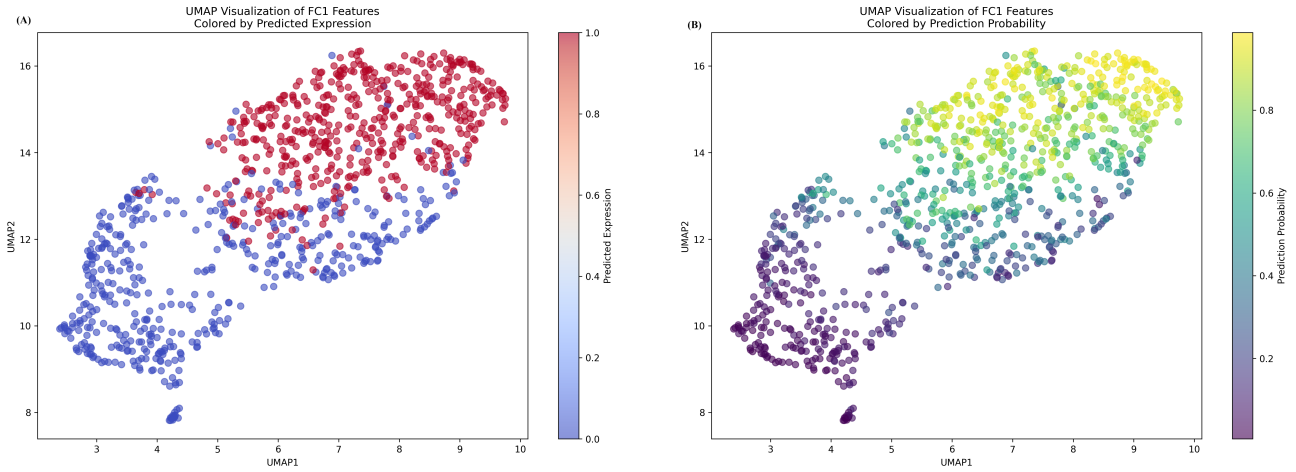 (A)
UMAP Visualization of FC1 Features
Colored by Predicted Expression
16
14
12
10
8
UMAP2
3 4 5 6 7 8 9 10
UMAP1
1.0
0.8
0.6
0.4
0.2
0.0
Predicted Expression
(B)
UMAP Visualization of FC1 Features
Colored by Prediction Probability
16
14
12
10
8
UMAP2
3 4 5 6 7 8 9 10
UMAP1
0.8
0.6
0.4
0.2
Prediction Probability